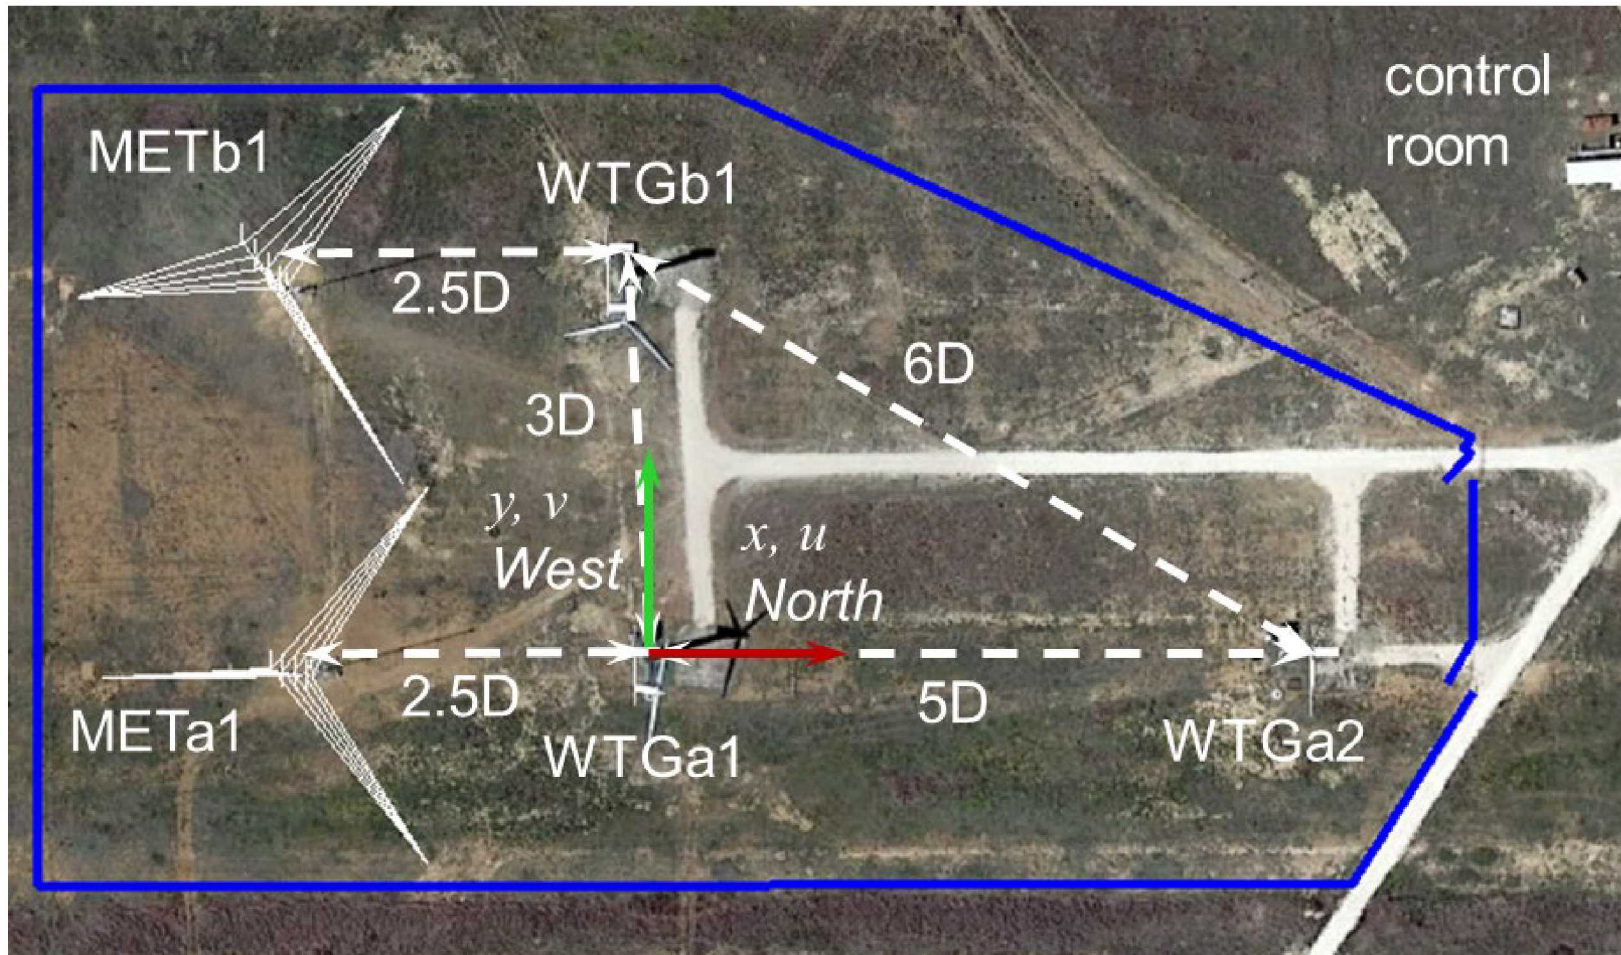 control
room
METb1
WTGb1
2.5D
6D
3D
y, v
West
x, u
North
2.5D
5D
METa1
WTGa1
WTGa2